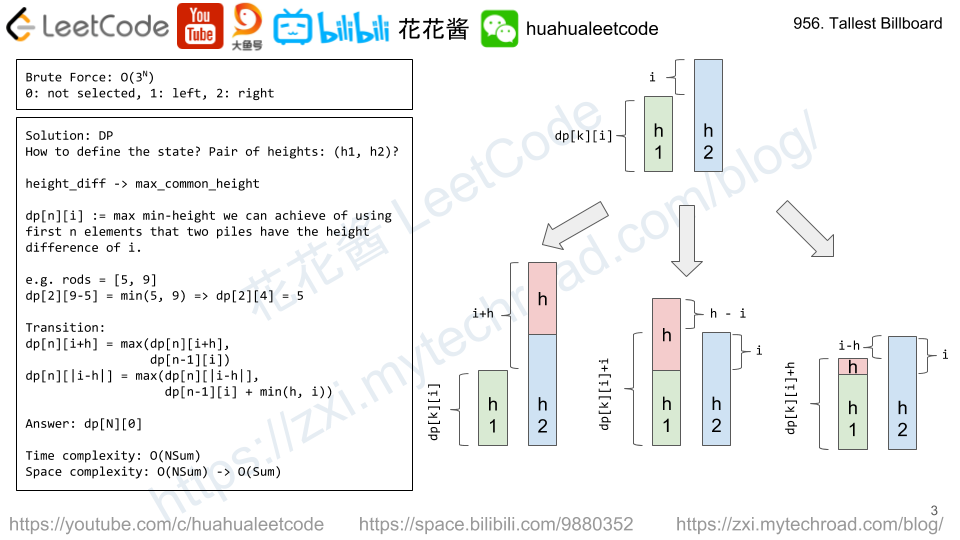 LeetCode
You
Tube
大鱼号
bilibili
花花酱
huahualeetcode
956. Tallest Billboard
Brute Force: O(3^N)
0: not selected, 1: left, 2: right
Solution: DP
How to define the state? Pair of heights: (h1, h2)?
height_diff -> max_common_height
dp[n][i] := max min-height we can achieve of using
first n elements that two piles have the height
difference of i.
e.g. rods = [5, 9]
dp[2][9-5] = min(5, 9) => dp[2][4] = 5
Transition:
dp[n][i+h] = max(dp[n][i+h],
dp[n-1][i])
dp[n][|i-h|] = max(dp[n][|i-h|],
dp[n-1][i] + min(h, i))
Answer: dp[N][0]
Time complexity: O(NSum)
Space complexity: O(NSum) -> O(Sum)
i
dp[k][i]
h
1
h
2
i+h
h
dp[k][i]
h
1
h
2
h - i
h
i
dp[k][i]+i
h
1
h
2
i-h
i
h
dp[k][i]+h
h
1
h
2
花花酱 LeetCode
https://zxi.mytechroad.com/blog/
3
https://youtube.com/c/huahualeetcode
https://space.bilibili.com/9880352
https://zxi.mytechroad.com/blog/